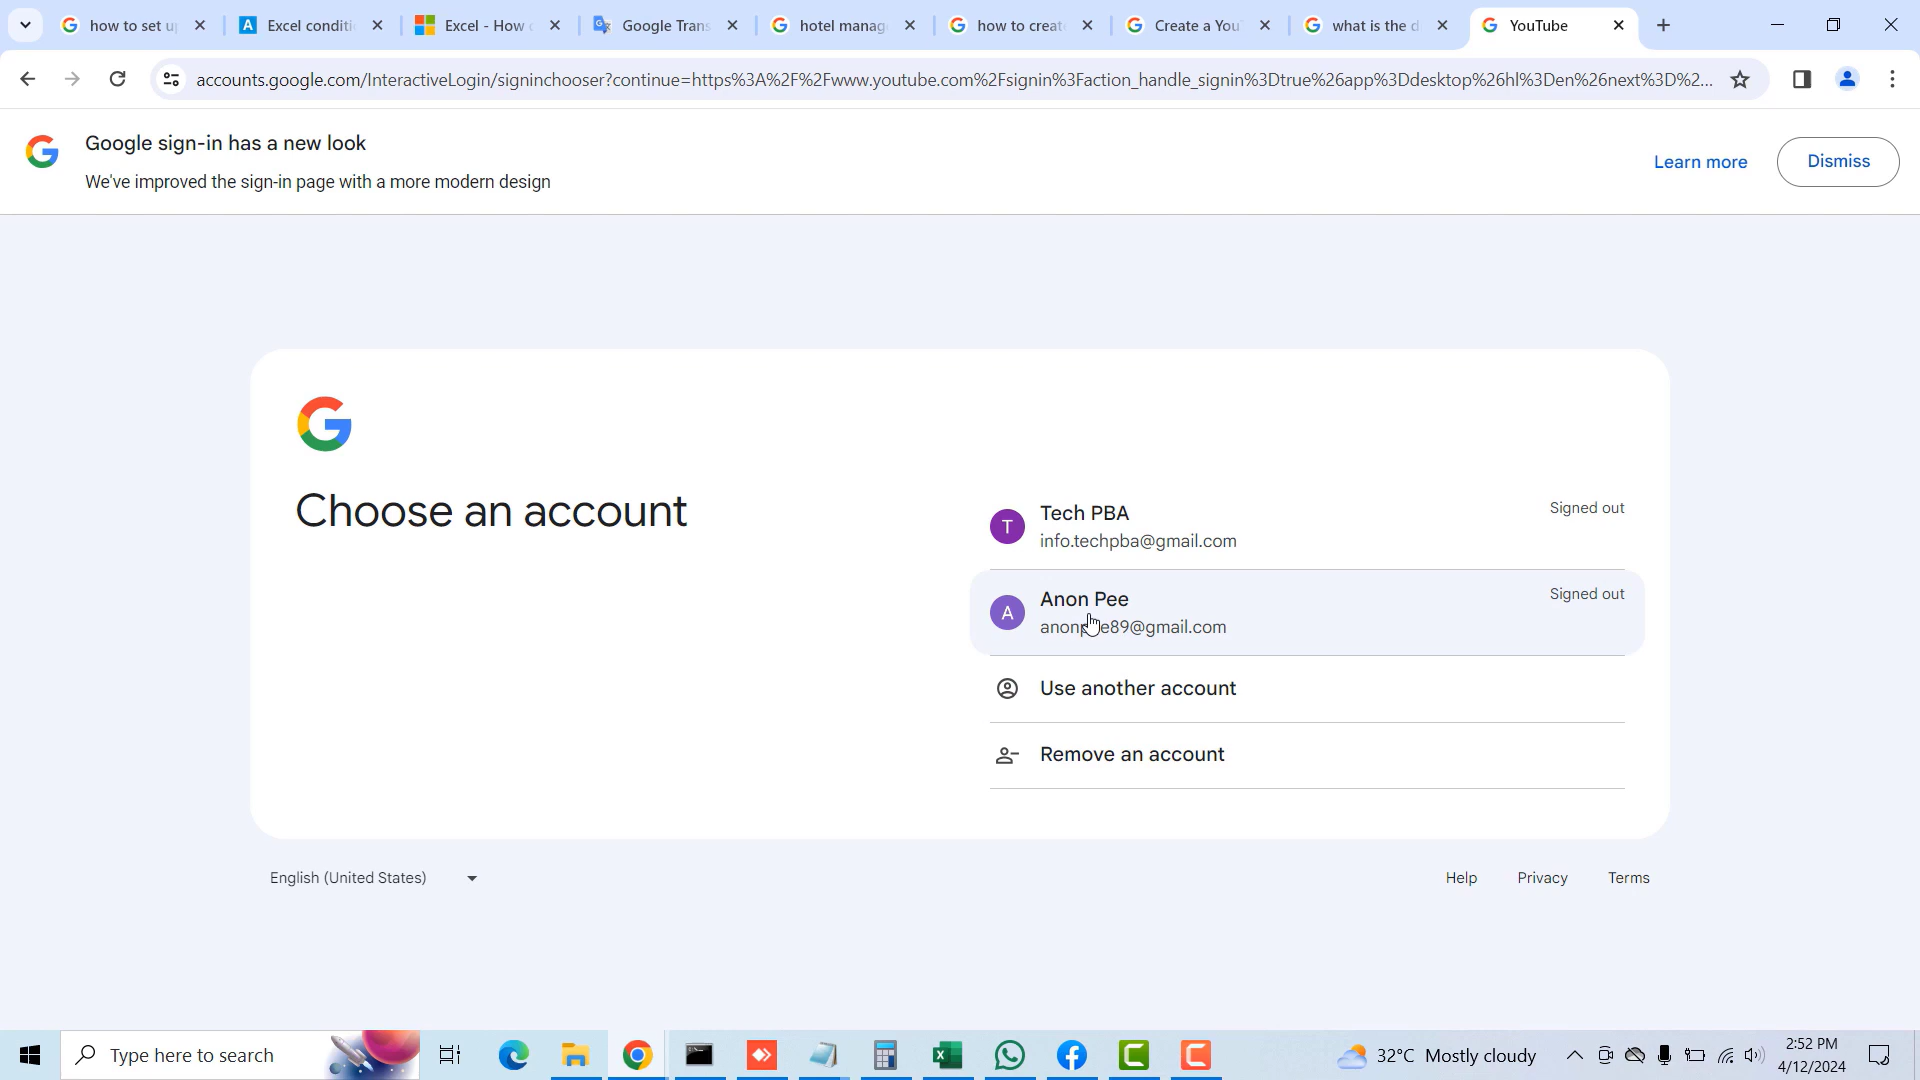 how to set u
Excel conditi
Excel - How
Google Trans
hotel manag
how to creat
Create a You
what is the d
YouTube
accounts.google.com/InteractiveLogin/signinchooser?continue=https%3A%2F%2Fwww.youtube.com%2Fsignin%3Faction_handle_signin%3Dtrue%26app%3Ddesktop%26hl%3Den%26next%3D%2...
Google sign-in has a new look
We've improved the sign-in page with a more modern design
Learn more
Dismiss
Choose an account
T
Tech PBA
info.techpba@gmail.com
Signed out
A
Anon Pee
Signed out
Use another account
Remove an account
English (United States)
Help
Privacy
Terms
Type here to search
32°C Mostly cloudy
2:52 PM
4/12/2024